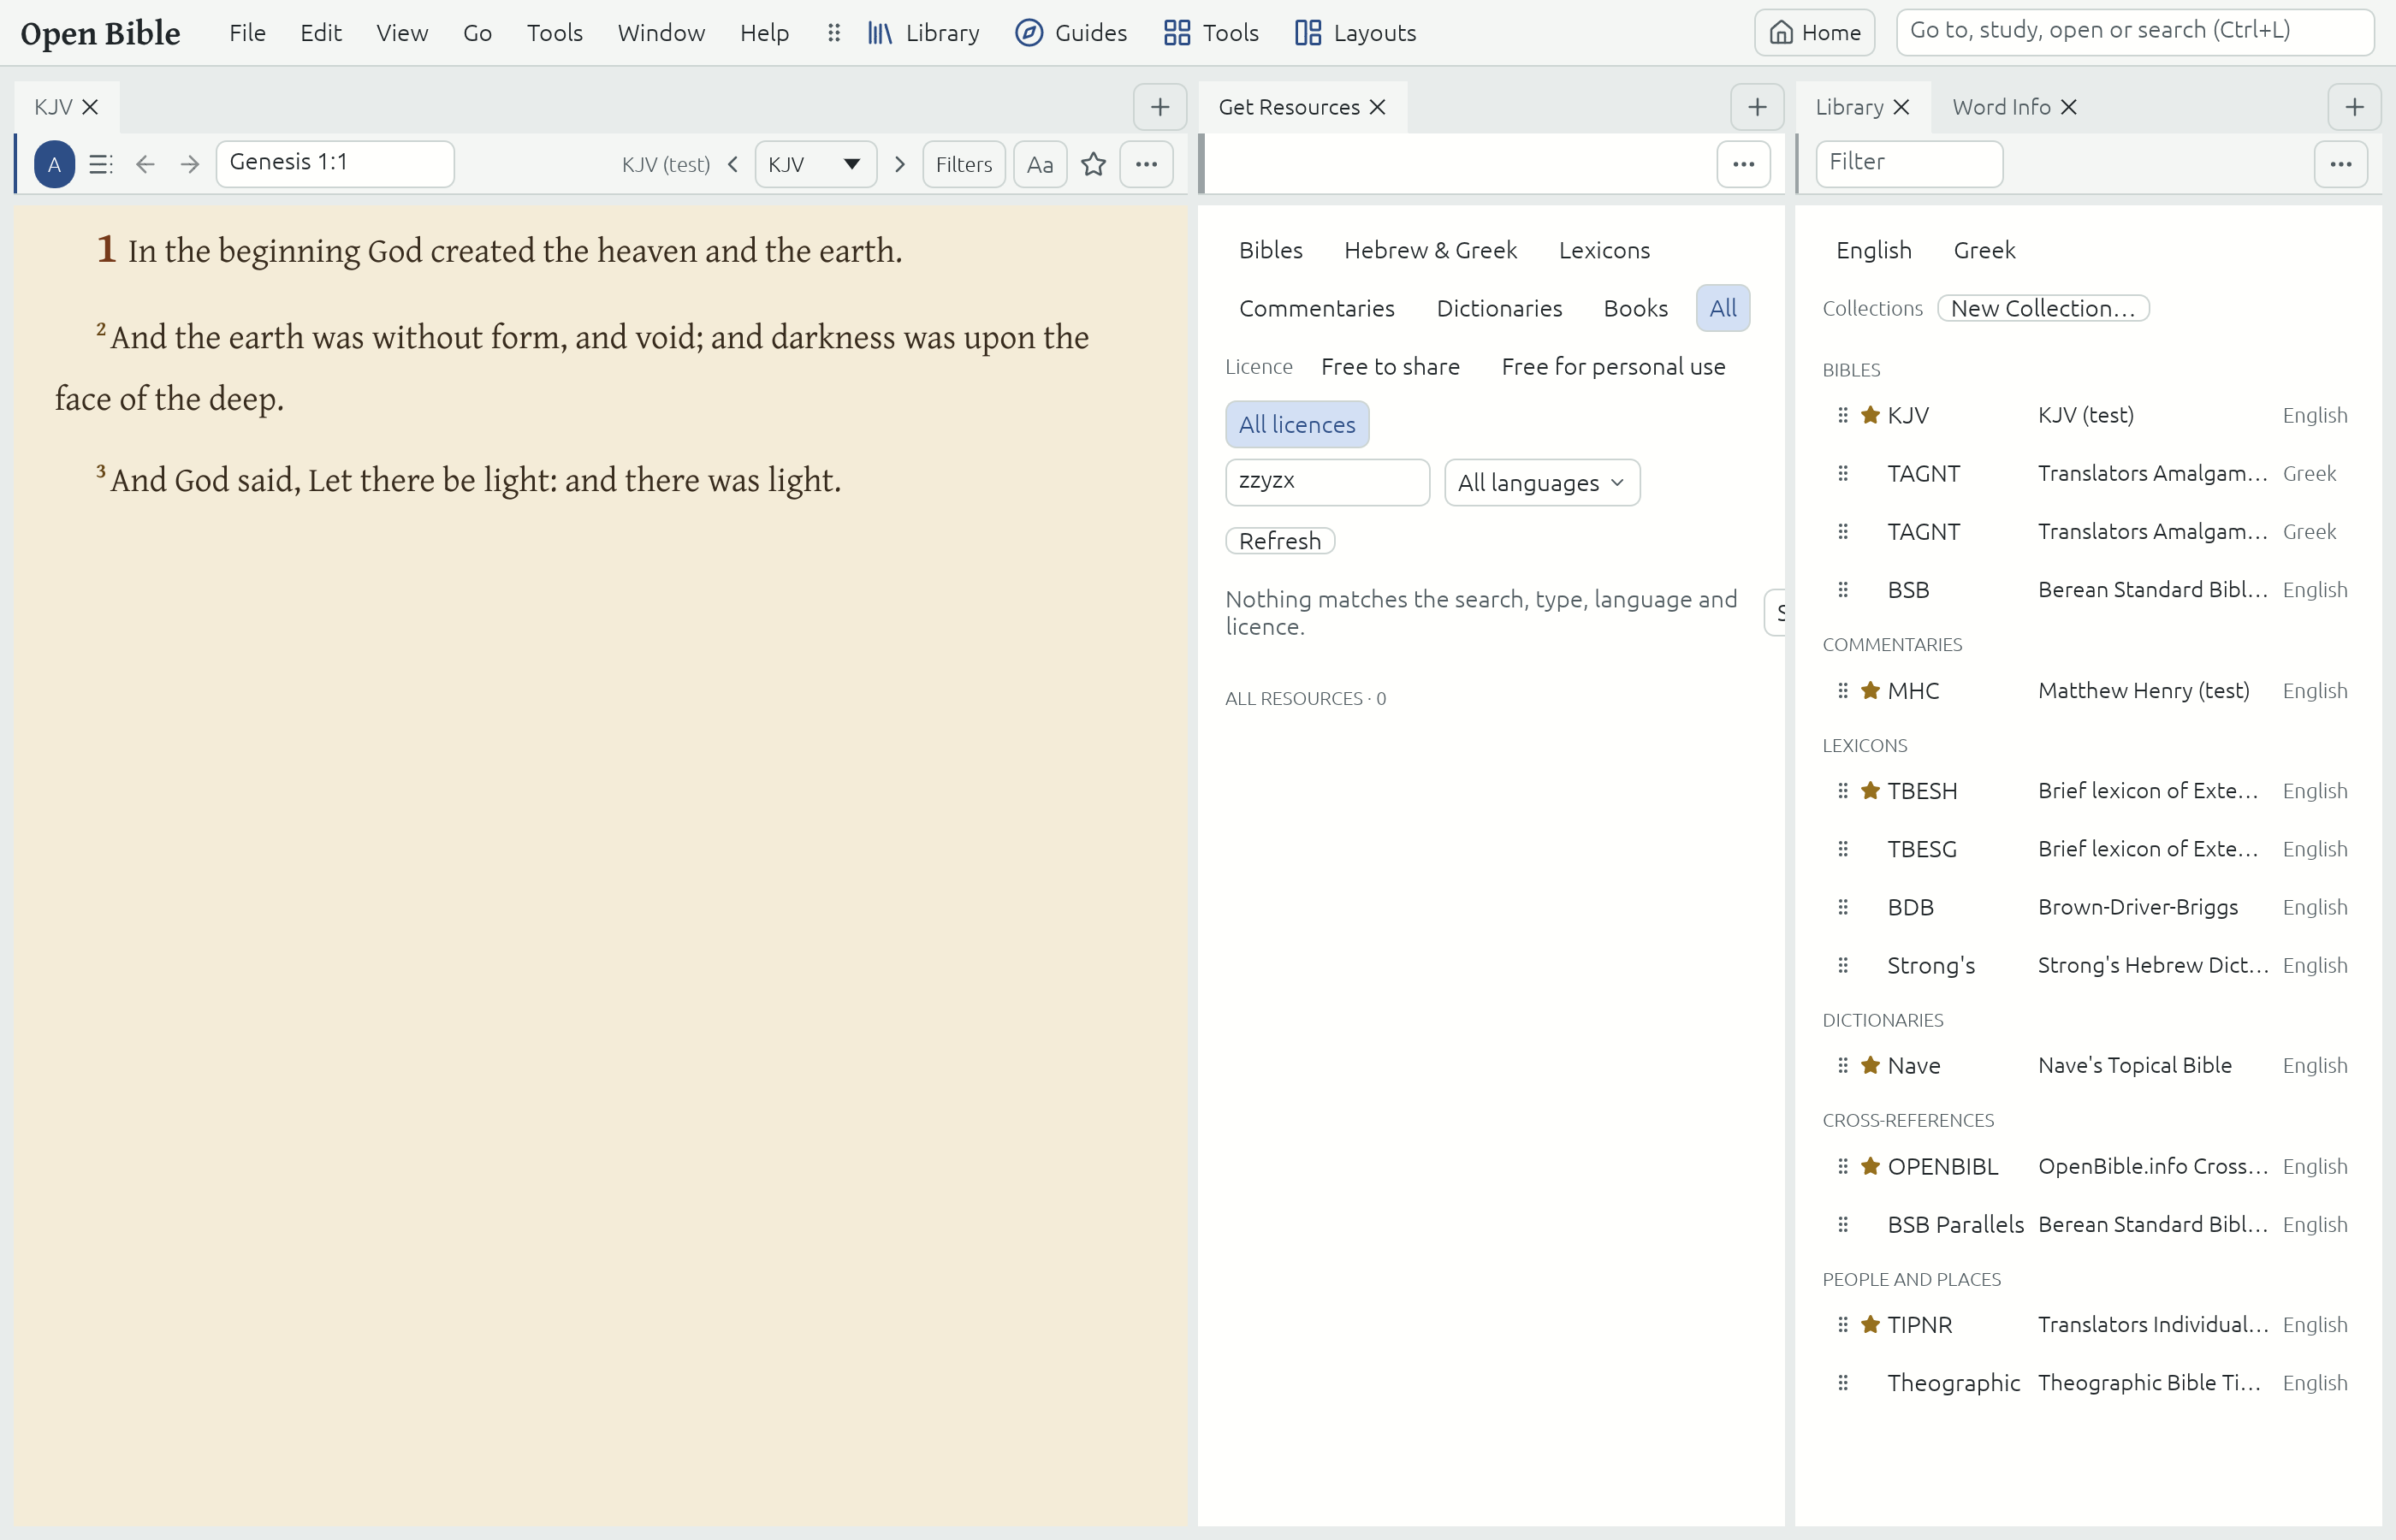 Open Bible File Edit View Go Tools Window Help Library Guides Tools Layouts Home Go to, study, open or search (Ctrl+L)
KJV
A Genesis 1:1 KJV (test) KJV Filters Aa
1 In the beginning God created the heaven and the earth.
2 And the earth was without form, and void; and darkness was upon the
face of the deep.
3 And God said, Let there be light: and there was light.
Get Resources
Bibles Hebrew & Greek Lexicons
Commentaries Dictionaries Books All
Licence Free to share Free for personal use
All licences
zzyzx All languages
Refresh
Nothing matches the search, type, language and
licence.
ALL RESOURCES · 0
Library Word Info
Filter
English Greek
Collections New Collection...
BIBLES
KJV KJV (test) English
TAGNT Translators Amalgam... Greek
TAGNT Translators Amalgam... Greek
BSB Berean Standard Bibl... English
COMMENTARIES
MHC Matthew Henry (test) English
LEXICONS
TBESH Brief lexicon of Exte... English
TBESG Brief lexicon of Exte... English
BDB Brown-Driver-Briggs English
Strong's Strong's Hebrew Dict... English
DICTIONARIES
Nave Nave's Topical Bible English
CROSS-REFERENCES
OPENBIBL OpenBible.info Cross... English
BSB Parallels Berean Standard Bibl... English
PEOPLE AND PLACES
TIPNR Translators Individual... English
Theographic Theographic Bible Ti... English